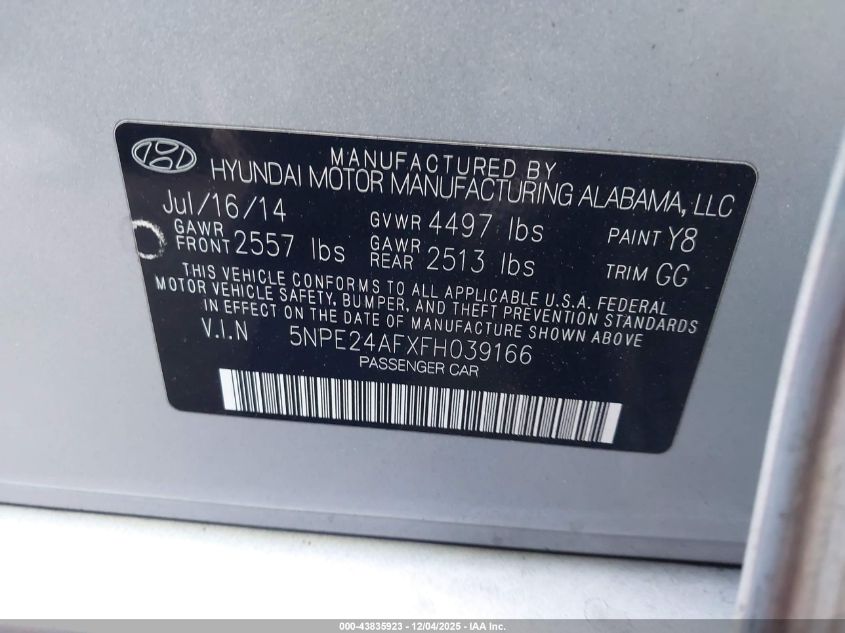 MANUFACTURED BY
HYUNDAI MOTOR MANUFACTURING ALABAMA, LLC
Jul/16/14 GVWR 4497 lbs PAINT Y8
GAWR FRONT 2557 lbs GAWR REAR 2513 lbs TRIM GG
THIS VEHICLE CONFORMS TO ALL APPLICABLE U.S.A. FEDERAL
MOTOR VEHICLE SAFETY, BUMPER, AND THEFT PREVENTION STANDARDS
IN EFFECT ON THE DATE OF MANUFACTURE SHOWN ABOVE
V.I.N 5NPE24AFXFH039166
PASSENGER CAR
000-43835923 - 12/04/2025 - IAA Inc.